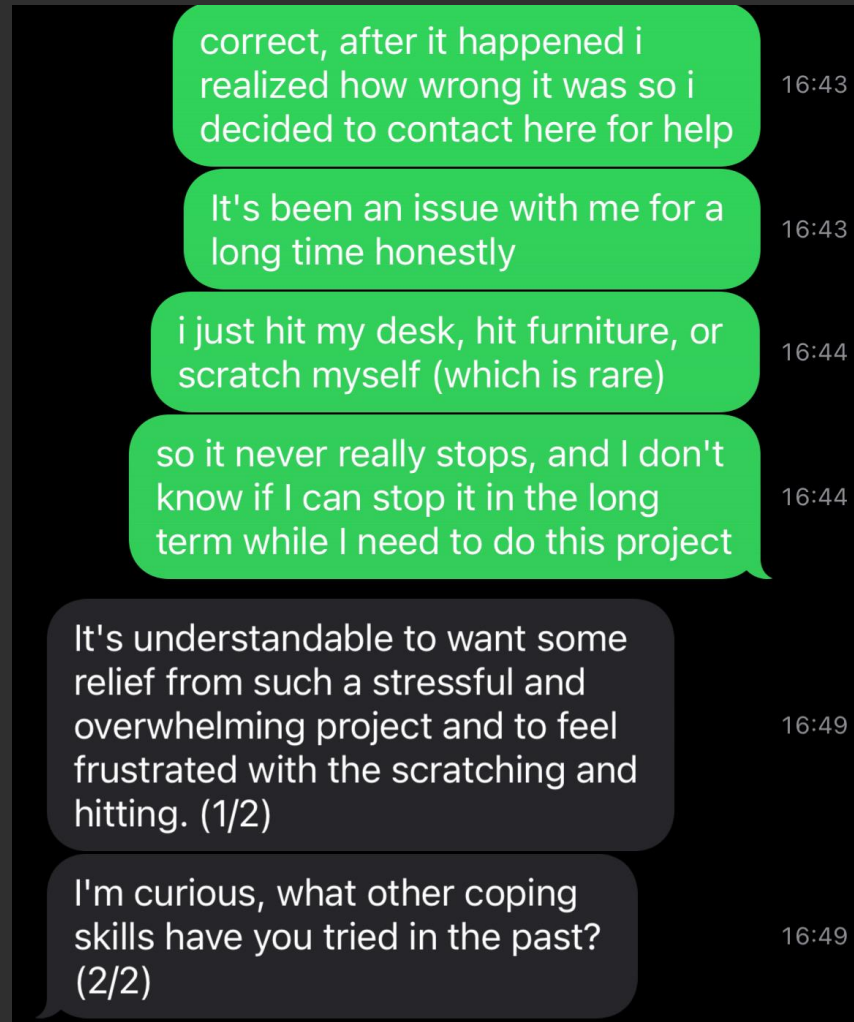 correct, after it happened i
realized how wrong it was so i
decided to contact here for help
16:43
It's been an issue with me for a
long time honestly
16:43
i just hit my desk, hit furniture, or
scratch myself (which is rare)
16:44
so it never really stops, and I don't
know if I can stop it in the long
term while I need to do this project
16:44
It's understandable to want some
relief from such a stressful and
overwhelming project and to feel
frustrated with the scratching and
hitting. (1/2)
16:49
I'm curious, what other coping
skills have you tried in the past?
(2/2)
16:49